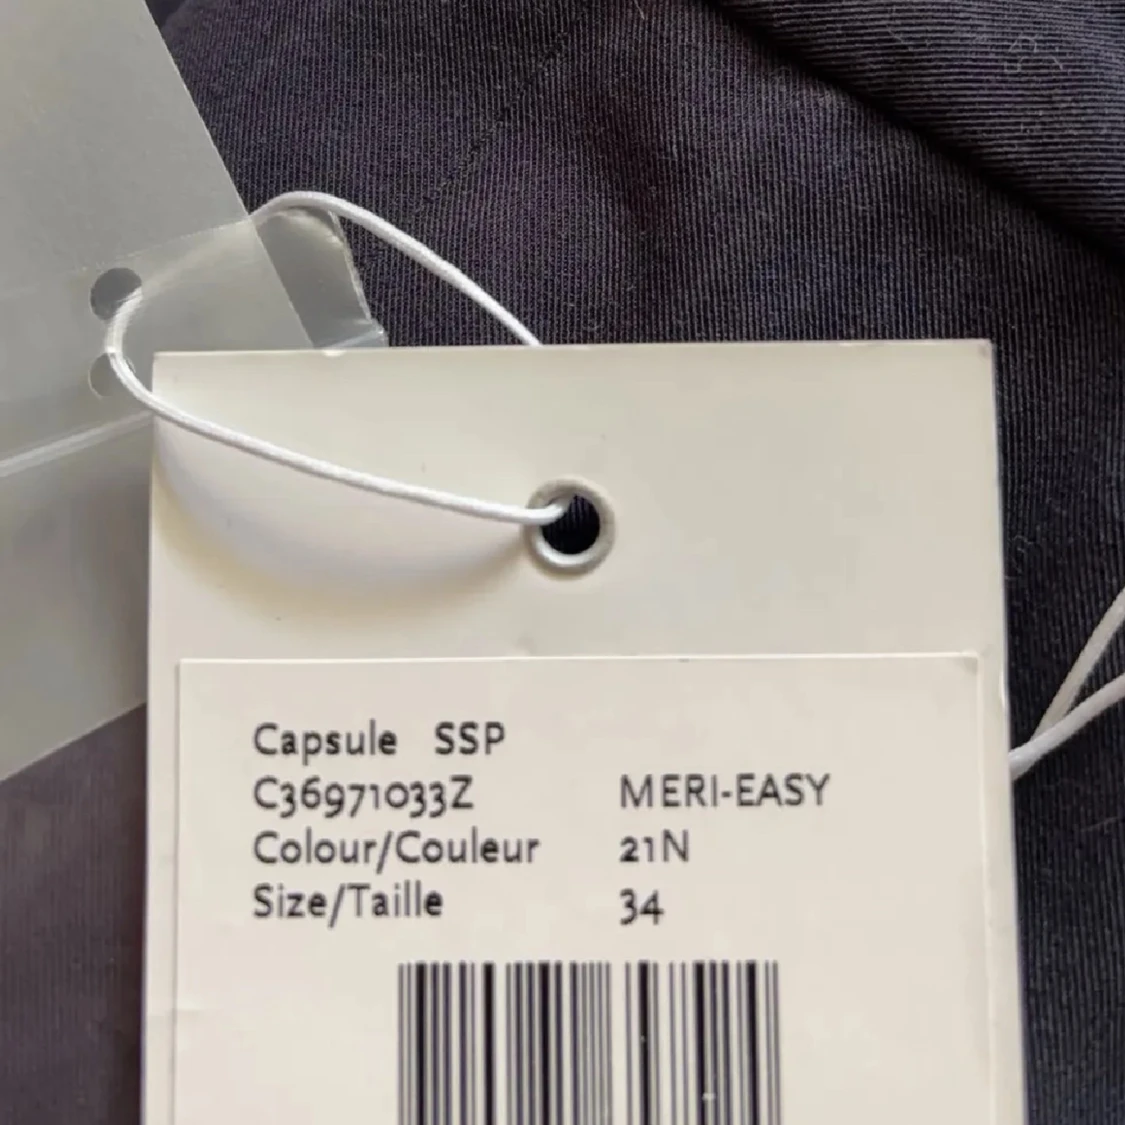 Capsule SSP
C36971033Z MERI-EASY
Colour/Couleur 21N
Size/Taille 34